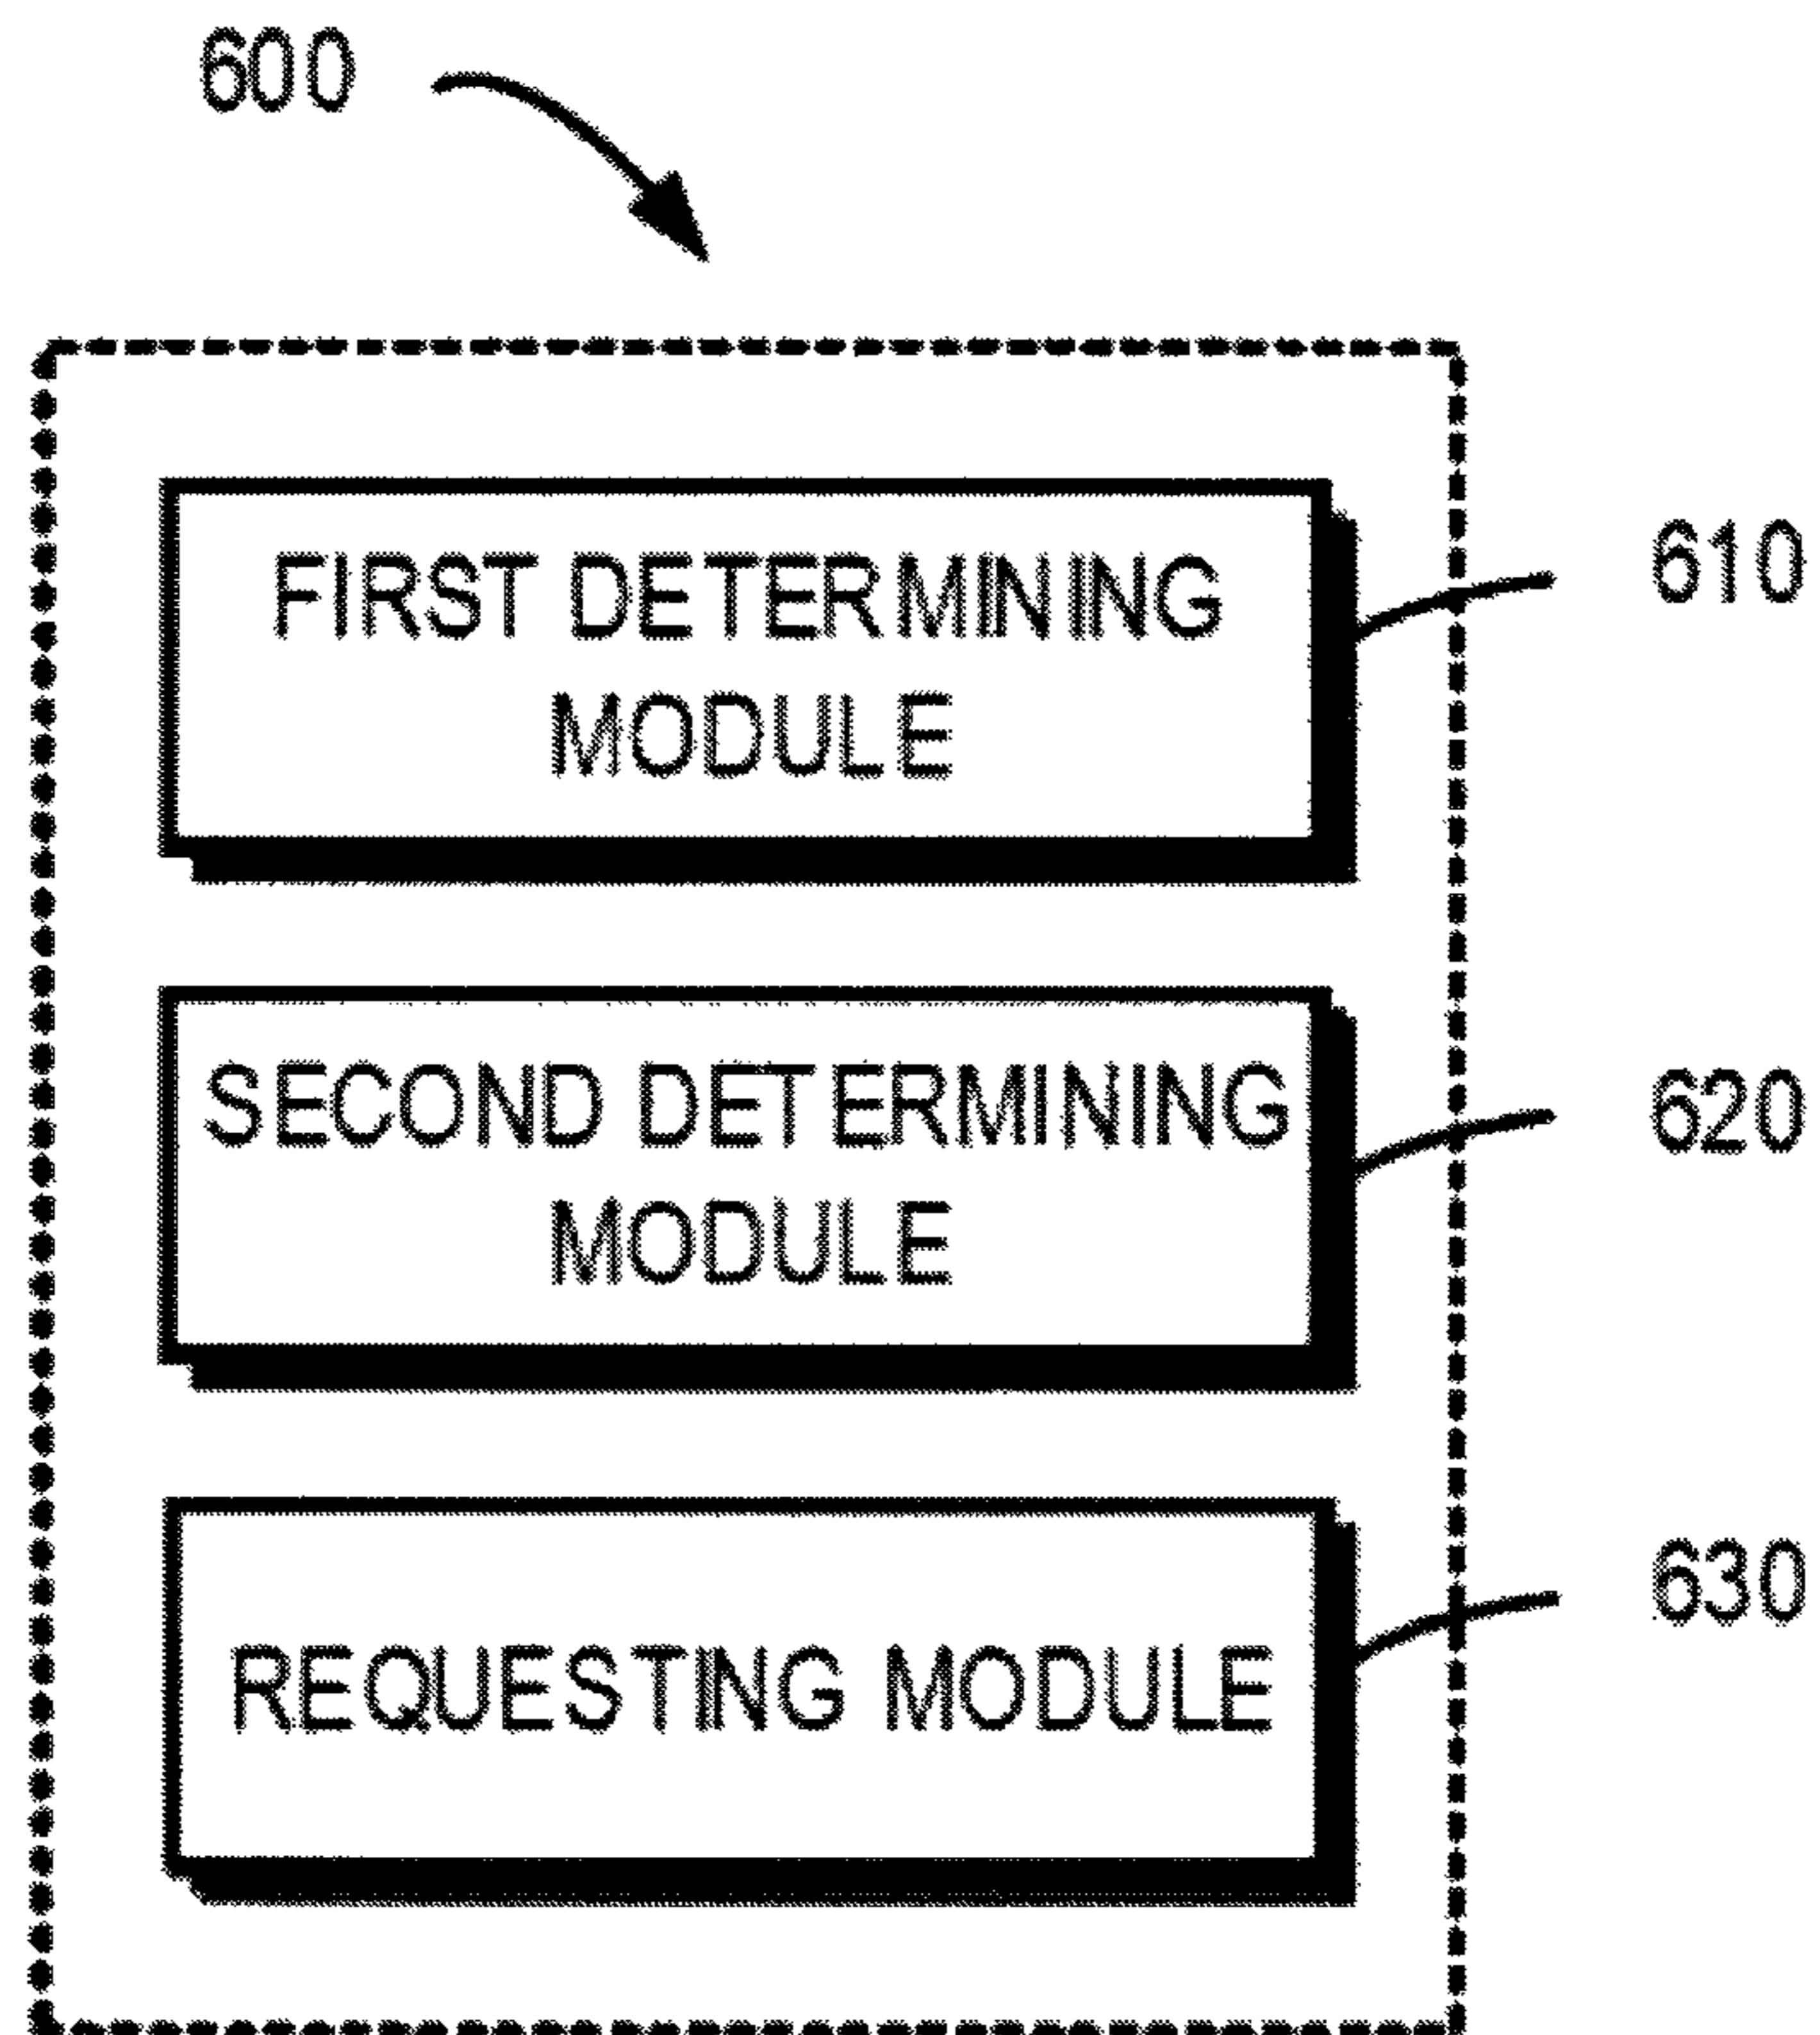 600
FIRST DETERMINING
MODULE
610
SECOND DETERMINING
MODULE
620
REQUESTING MODULE
630